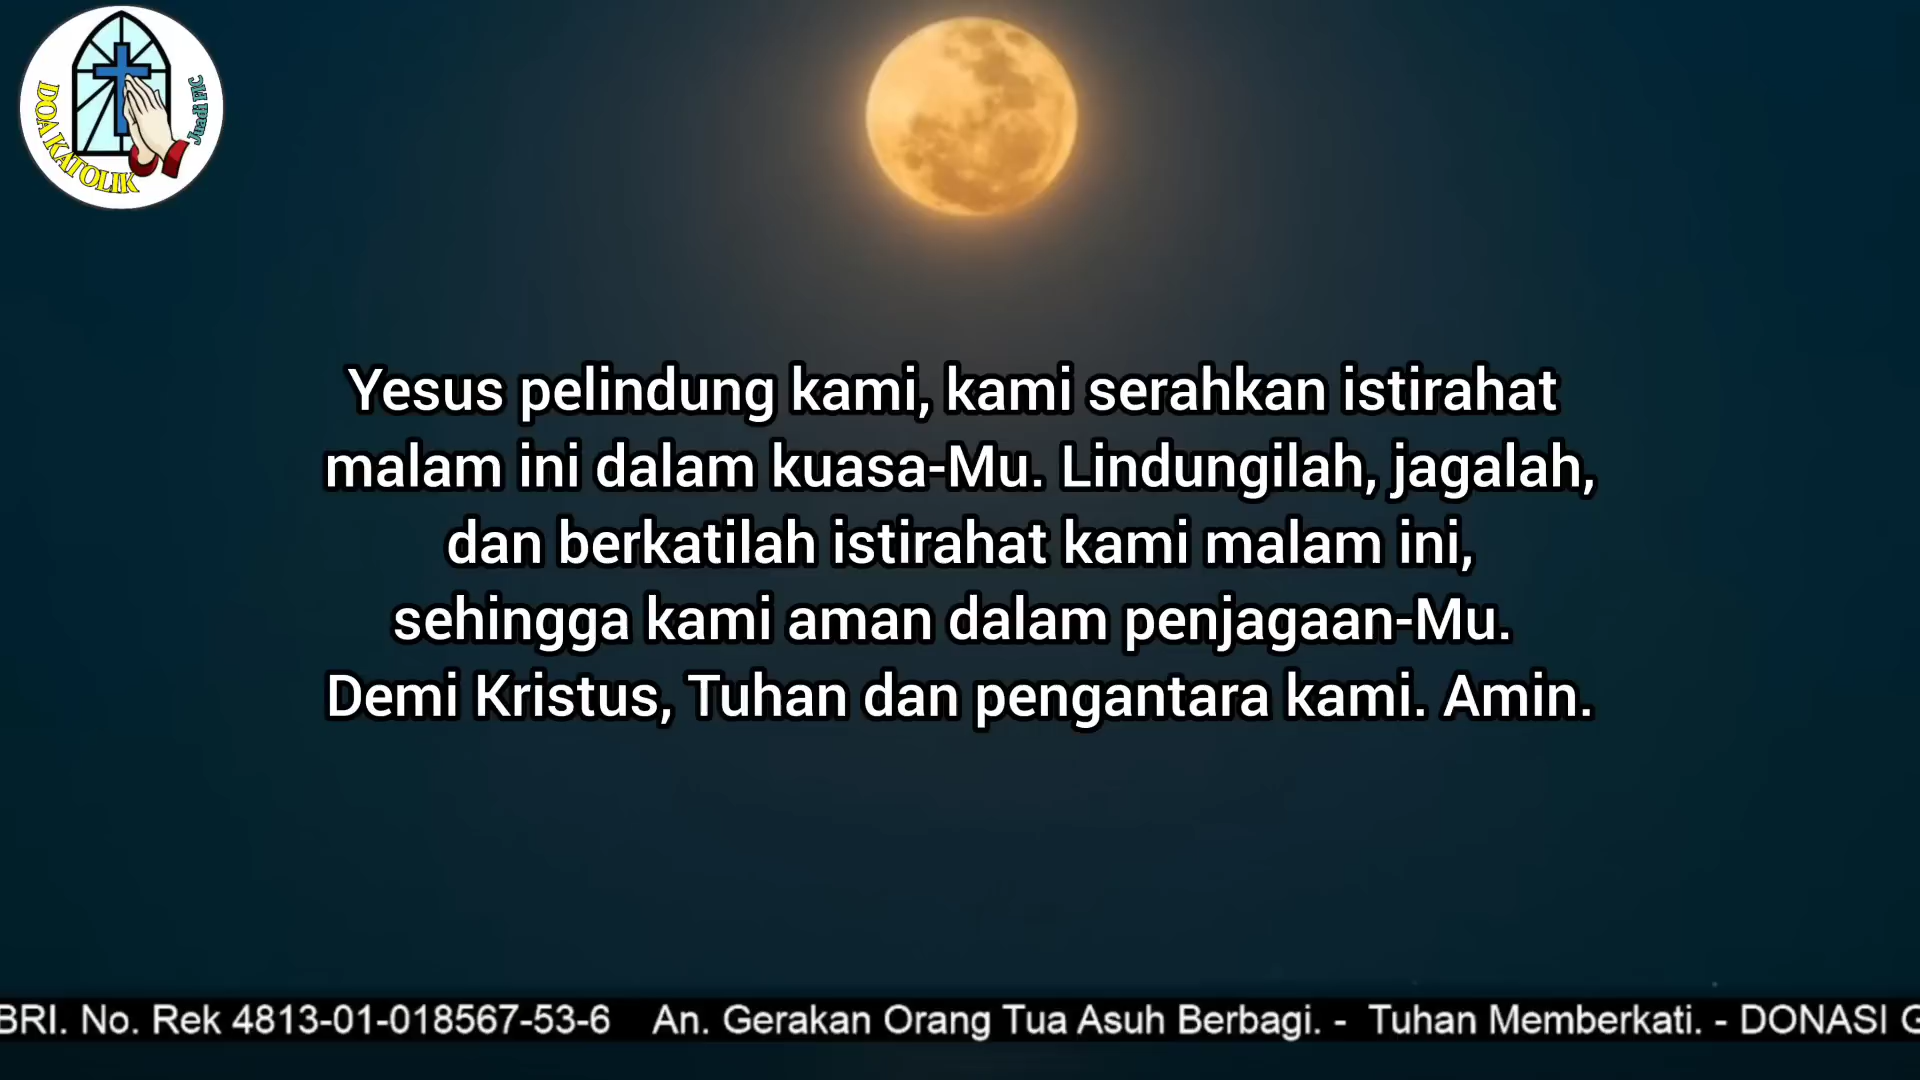 DOA KATOLIK
Juadi FIC
Yesus pelindung kami, kami serahkan istirahat
malam ini dalam kuasa-Mu. Lindungilah, jagalah,
dan berkatilah istirahat kami malam ini,
sehingga kami aman dalam penjagaan-Mu.
Demi Kristus, Tuhan dan pengantara kami. Amin.
BRI. No. Rek 4813-01-018567-53-6 An. Gerakan Orang Tua Asuh Berbagi. - Tuhan Memberkati. - DONASI G